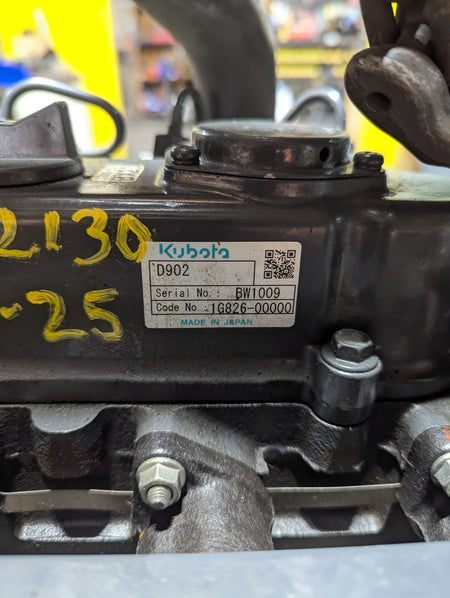 2130
-25
Kubota
D902
Serial No. : BW1009
Code No. : 1G826-00000
MADE IN JAPAN